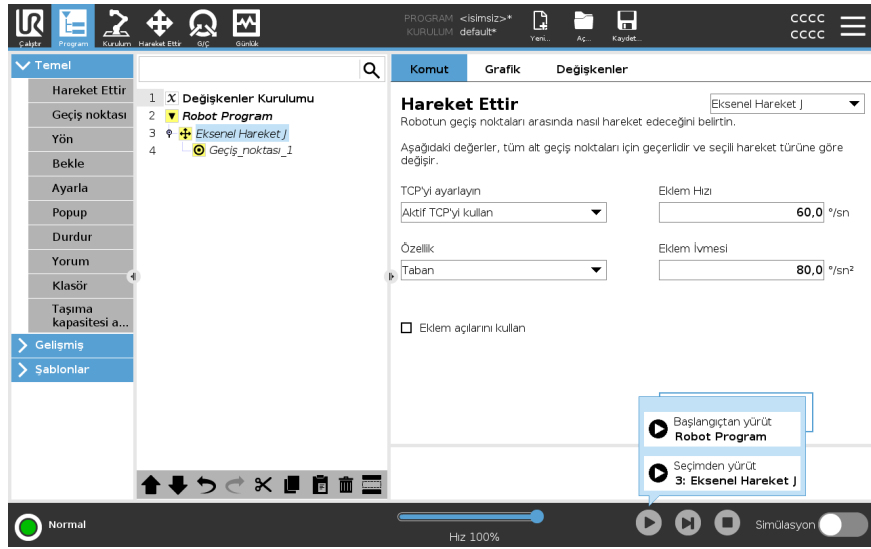 PROGRAM <isimsiz>*
KURULUM default*
cccc
cccc
Çalıştır Program Kurulum Hareket Ettir G/Ç Günlük Yeni... Aç... Kaydet...
Temel
Hareket Ettir
Geçiş noktası
Yön
Bekle
Ayarla
Popup
Durdur
Yorum
Klasör
Taşıma
kapasitesi a...
Gelişmiş
Şablonlar
1 X Değişkenler Kurulumu
2 Robot Program
3 Eksenel Hareket J
4 Geçiş_noktası_1
Komut Grafik Değişkenler
Hareket Ettir
Eksenel Hareket J
Robotun geçiş noktaları arasında nasıl hareket edeceğini belirtin.
Aşağıdaki değerler, tüm alt geçiş noktaları için geçerlidir ve seçili hareket türüne göre
değişir.
TCP'yi ayarlayın Eklem Hızı
Aktif TCP'yi kullan 60,0 °/sn
Özellik Eklem İvmesi
Taban 80,0 °/sn²
Eklem açılarını kullan
Başlangıçtan yürüt
Robot Program
Seçimden yürüt
3: Eksenel Hareket J
Normal
Hız 100%
Simülasyon